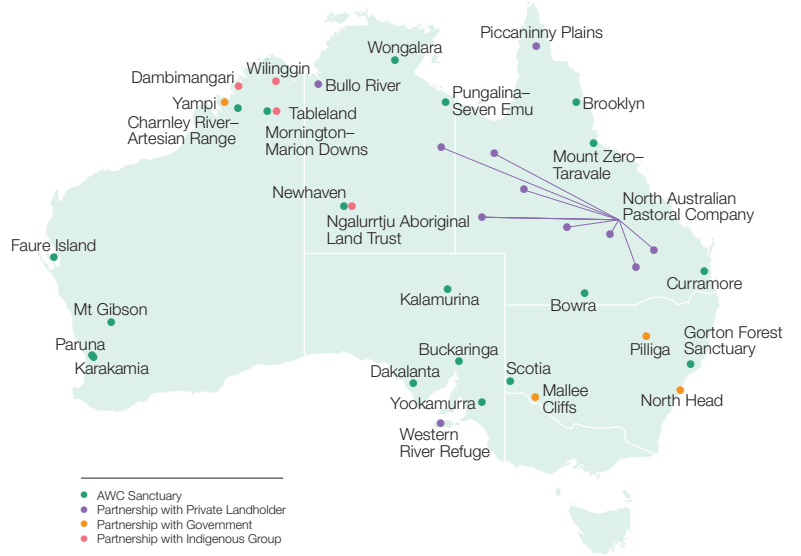 Piccaninny Plains
Wongalara
Wilinggin
Dambimangari
Bullo River
Yampi
Pungalina–
Seven Emu
Brooklyn
Charnley River–
Artesian Range
Tableland
Mornington–
Marion Downs
Mount Zero–
Taravale
Newhaven
North Australian
Pastoral Company
Ngalurrtju Aboriginal
Land Trust
Faure Island
Curramore
Kalamurina
Bowra
Mt Gibson
Gorton Forest
Sanctuary
Paruna
Karakamia
Buckaringa
Pilliga
Dakalanta
Scotia
Mallee
Cliffs
Yookamurra
North Head
Western
River Refuge
AWC Sanctuary
Partnership with Private Landholder
Partnership with Government
Partnership with Indigenous Group